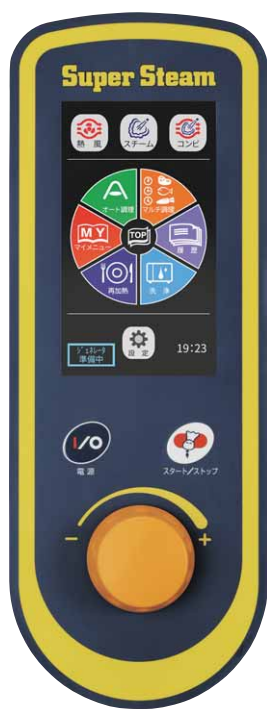 Super Steam
熱風
スチーム
コンビ
A
オート調理
マルチ調理
MY
マイメニュー
TOP
履歴
再加熱
洗浄
ジェネレータ
準備中
設定
19:23
I/O
電源
スタート/ストップ
－
+